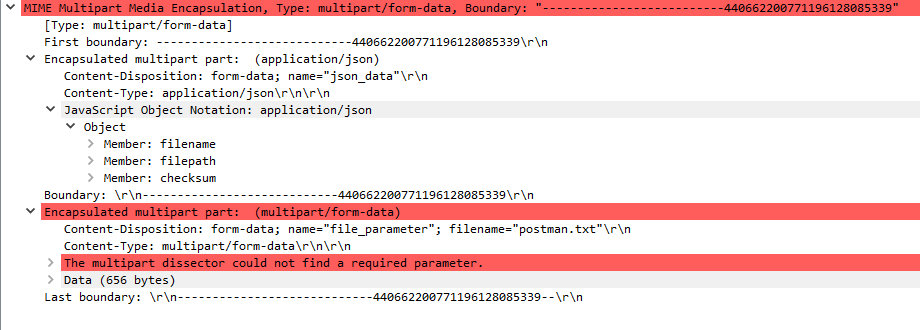 MIME Multipart Media Encapsulation, Type: multipart/form-data, Boundary: "--------------------------440662200771196128085339"
[Type: multipart/form-data]
First boundary: ----------------------------440662200771196128085339\r\n
Encapsulated multipart part:  (application/json)
Content-Disposition: form-data; name="json_data"\r\n
Content-Type: application/json\r\n\r\n
JavaScript Object Notation: application/json
Object
Member: filename
Member: filepath
Member: checksum
Boundary: \r\n----------------------------440662200771196128085339\r\n
Encapsulated multipart part:  (multipart/form-data)
Content-Disposition: form-data; name="file_parameter"; filename="postman.txt"\r\n
Content-Type: multipart/form-data\r\n\r\n
The multipart dissector could not find a required parameter.
Data (656 bytes)
Last boundary: \r\n----------------------------440662200771196128085339--\r\n